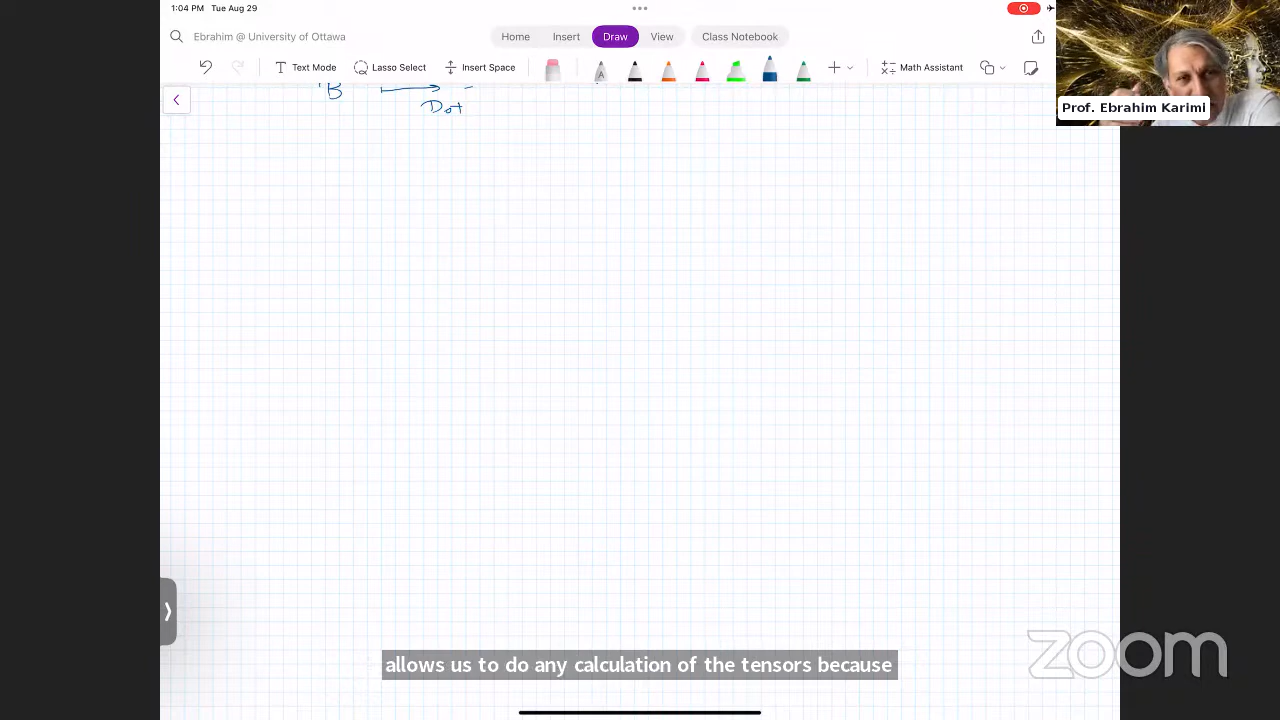 1:04 PM Tue Aug 29
Ebrahim @ University of Ottawa
Home Insert Draw View Class Notebook
Text Mode Lasso Select Insert Space Math Assistant
B
Dot
Prof. Ebrahim Karimi
allows us to do any calculation of the tensors because
zoom